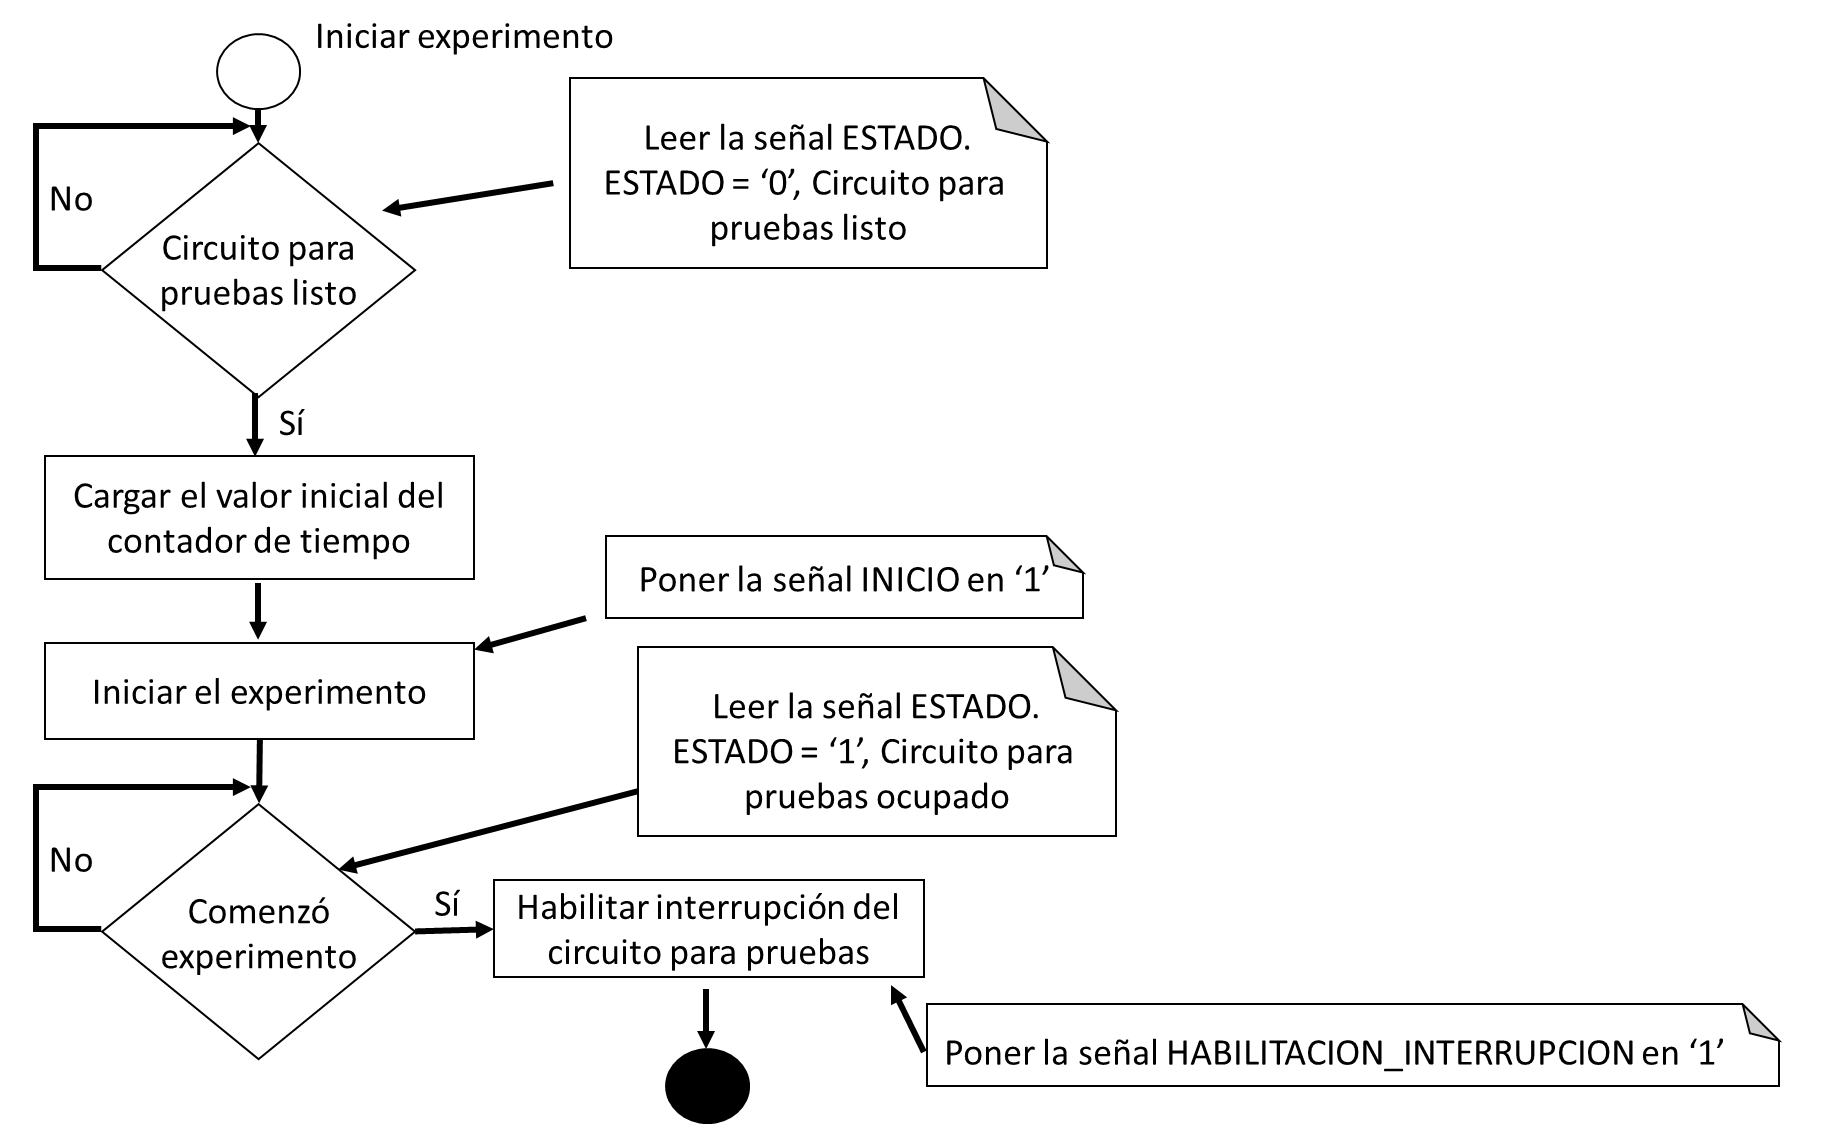 Iniciar experimento
Leer la señal ESTADO.
ESTADO = ‘0’, Circuito para
pruebas listo
No
Circuito para
pruebas listo
Sí
Cargar el valor inicial del
contador de tiempo
Poner la señal INICIO en ‘1’
Iniciar el experimento
Leer la señal ESTADO.
ESTADO = ‘1’, Circuito para
pruebas ocupado
No
Comenzó
experimento
Sí
Habilitar interrupción del
circuito para pruebas
Poner la señal HABILITACION_INTERRUPCION en ‘1’